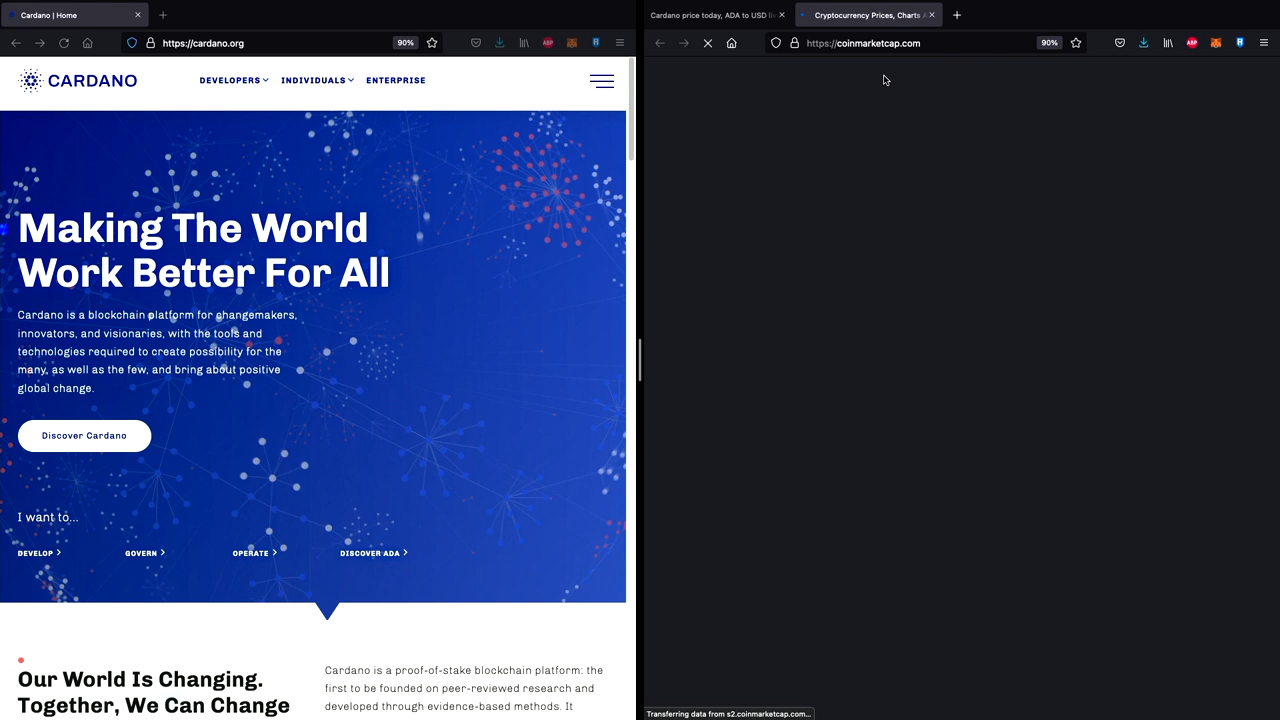 Cardano | Home
https://cardano.org
90%
CARDANO
DEVELOPERS
INDIVIDUALS
ENTERPRISE
Making The World
Work Better For All
Cardano is a blockchain platform for changemakers,
innovators, and visionaries, with the tools and
technologies required to create possibility for the
many, as well as the few, and bring about positive
global change.
Discover Cardano
I want to...
DEVELOP
GOVERN
OPERATE
DISCOVER ADA
Our World Is Changing.
Together, We Can Change
Cardano is a proof-of-stake blockchain platform: the
first to be founded on peer-reviewed research and
developed through evidence-based methods. It
Cardano price today, ADA to USD li
Cryptocurrency Prices, Charts A
https://coinmarketcap.com
90%
ABP
ABP
Transferring data from s2.coinmarketcap.com...